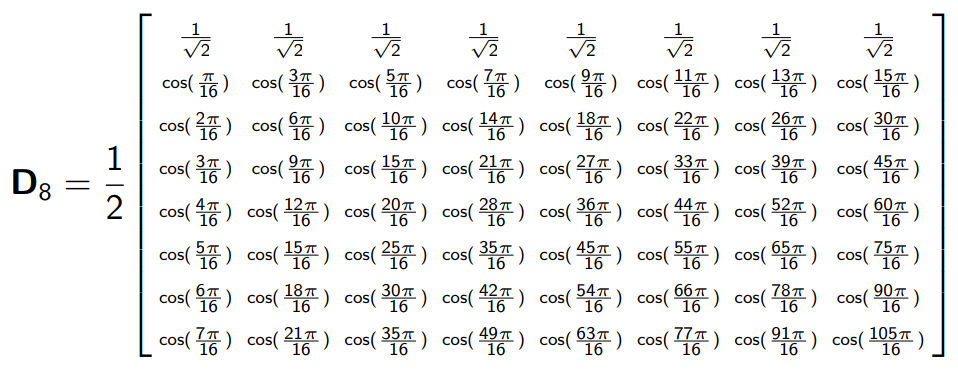 D₈ = 1/2
1/√2 1/√2 1/√2 1/√2 1/√2 1/√2 1/√2 1/√2
cos(π/16) cos(3π/16) cos(5π/16) cos(7π/16) cos(9π/16) cos(11π/16) cos(13π/16) cos(15π/16)
cos(2π/16) cos(6π/16) cos(10π/16) cos(14π/16) cos(18π/16) cos(22π/16) cos(26π/16) cos(30π/16)
cos(3π/16) cos(9π/16) cos(15π/16) cos(21π/16) cos(27π/16) cos(33π/16) cos(39π/16) cos(45π/16)
cos(4π/16) cos(12π/16) cos(20π/16) cos(28π/16) cos(36π/16) cos(44π/16) cos(52π/16) cos(60π/16)
cos(5π/16) cos(15π/16) cos(25π/16) cos(35π/16) cos(45π/16) cos(55π/16) cos(65π/16) cos(75π/16)
cos(6π/16) cos(18π/16) cos(30π/16) cos(42π/16) cos(54π/16) cos(66π/16) cos(78π/16) cos(90π/16)
cos(7π/16) cos(21π/16) cos(35π/16) cos(49π/16) cos(63π/16) cos(77π/16) cos(91π/16) cos(105π/16)